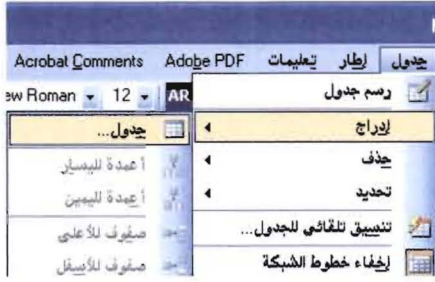 جدول إطار تعليمات Adobe PDF Acrobat Comments
ew Roman 12 AR
رسم جدول
إدراج
حذف
تحديد
تنسيق تلقائي للجدول...
إخفاء خطوط الشبكة
جدول...
أعمدة لليسار
أعمدة لليمين
صفوف للأعلى
صفوف للأسفل